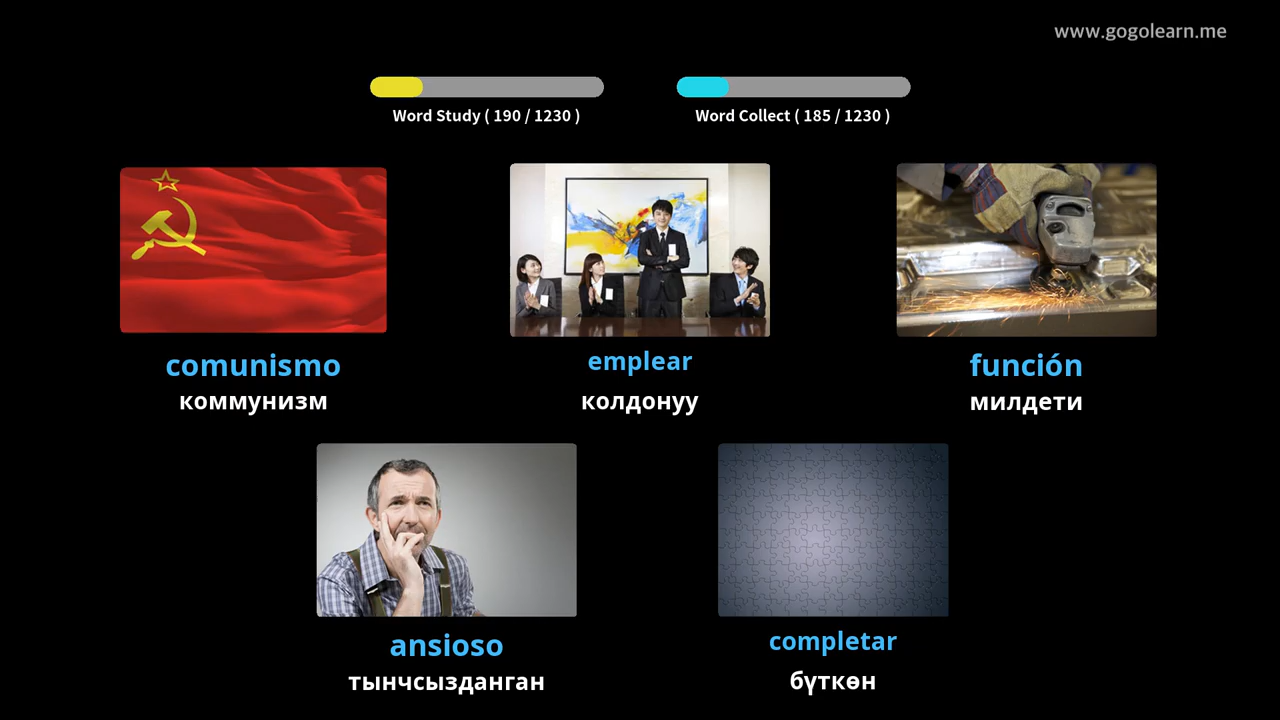 www.gogolearn.me
Word Study ( 190 / 1230 )
Word Collect ( 185 / 1230 )
comunismo
коммунизм
emplear
колдонуу
función
милдети
ansioso
тынчсызданган
completar
бүткөн